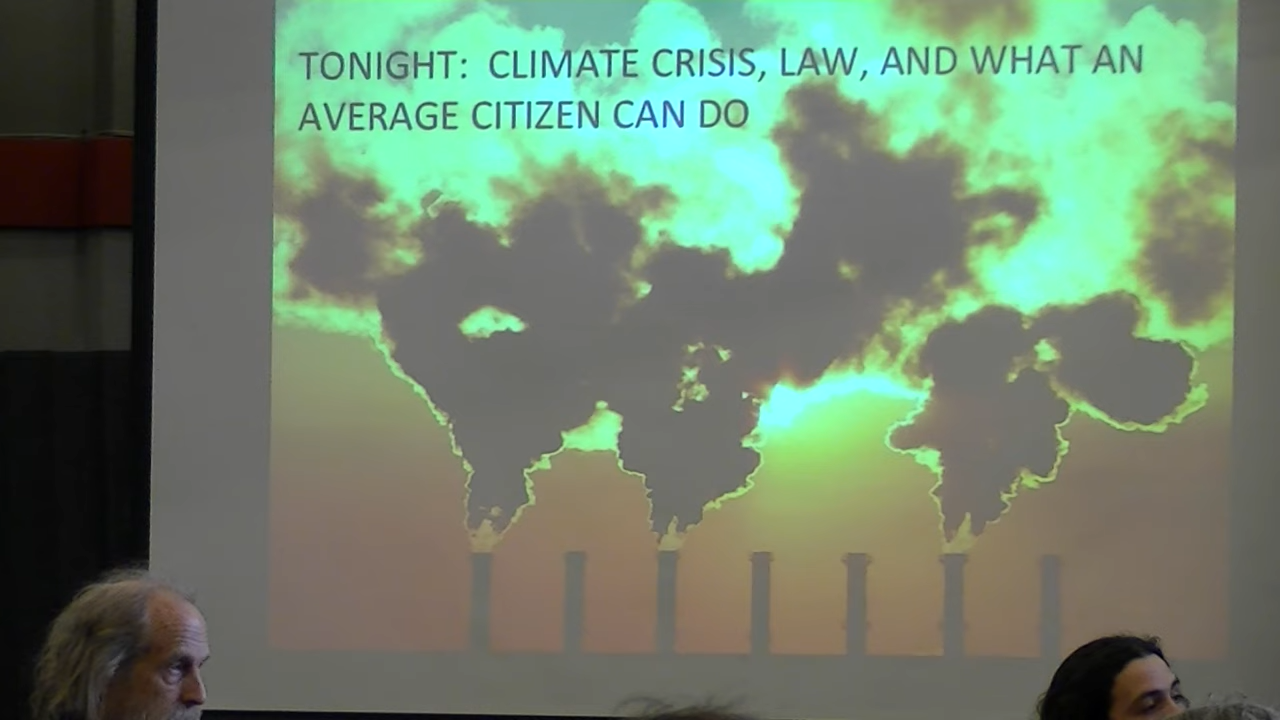 TONIGHT: CLIMATE CRISIS, LAW, AND WHAT AN
AVERAGE CITIZEN CAN DO